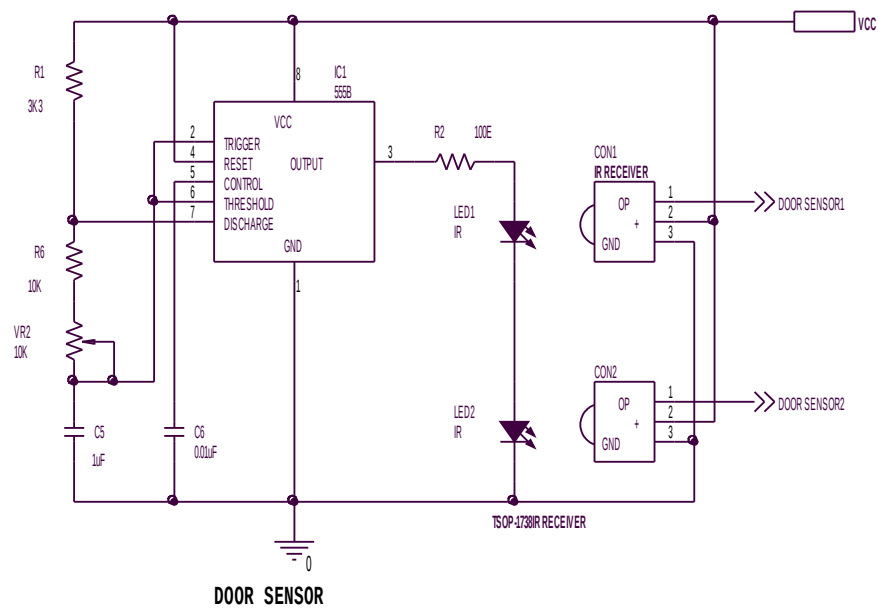 VCC
R1
3K3
8
IC1
555B
VCC
2
TRIGGER
4
RESET
5
CONTROL
6
THRESHOLD
7
DISCHARGE
OUTPUT
GND
3
1
R2 100E
LED1
IR
LED2
IR
CON1
IR RECEIVER
OP
+
GND
1
2
3
DOOR SENSOR1
CON2
OP
+
GND
1
2
3
DOOR SENSOR2
R6
10K
VR2
10K
C5
1uF
C6
0.01uF
TSOP-1738IR RECEIVER
0
DOOR SENSOR